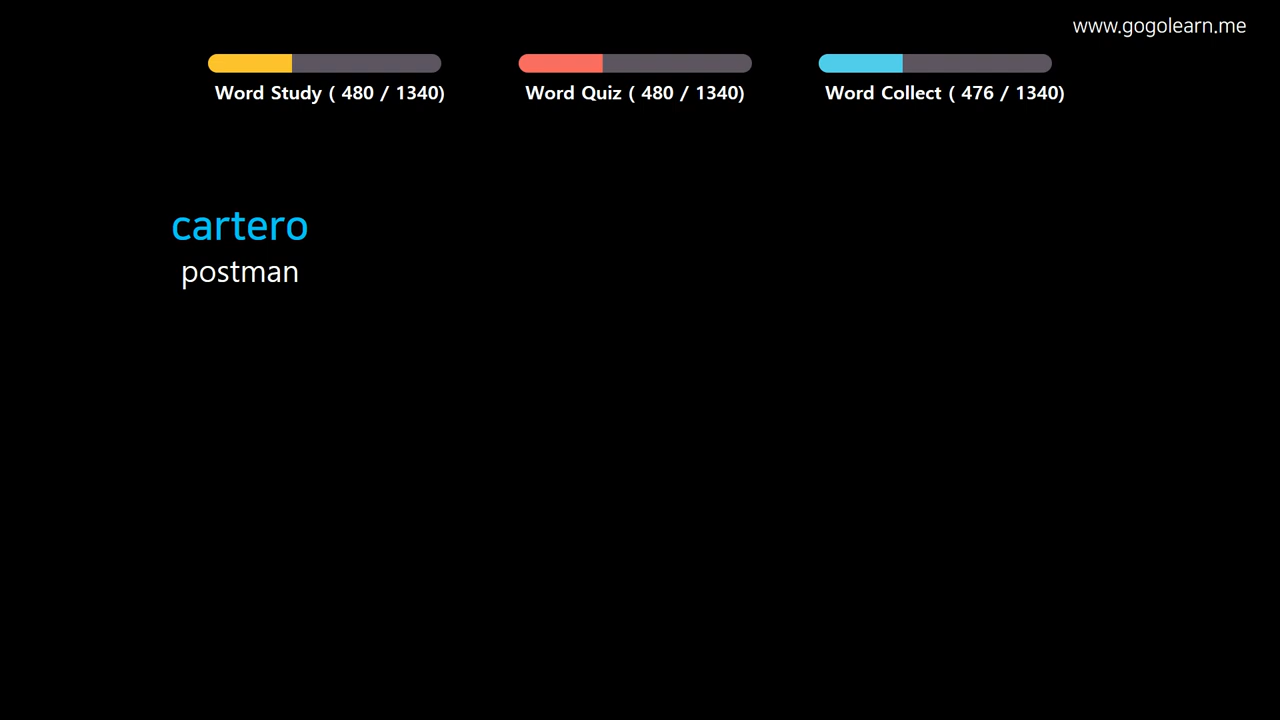 www.gogolearn.me
Word Study ( 480 / 1340)
Word Quiz ( 480 / 1340)
Word Collect ( 476 / 1340)
cartero
postman